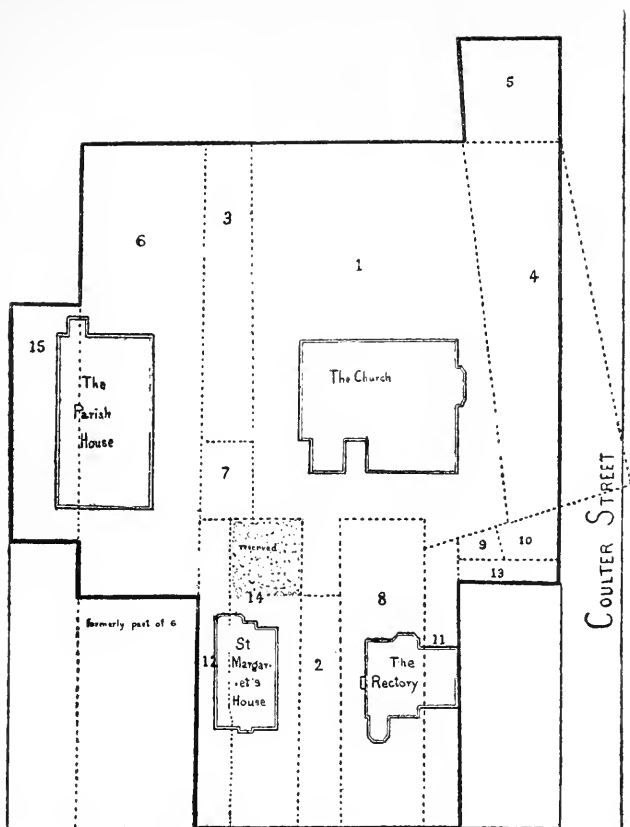 5
3
6
1
4
15
The Church
The
Parish
House
7
reserved
9
10
13
14
8
Formerly part of 6
11
12
St
Margar-
et's
House
2
The
Rectory
COULTER STREET